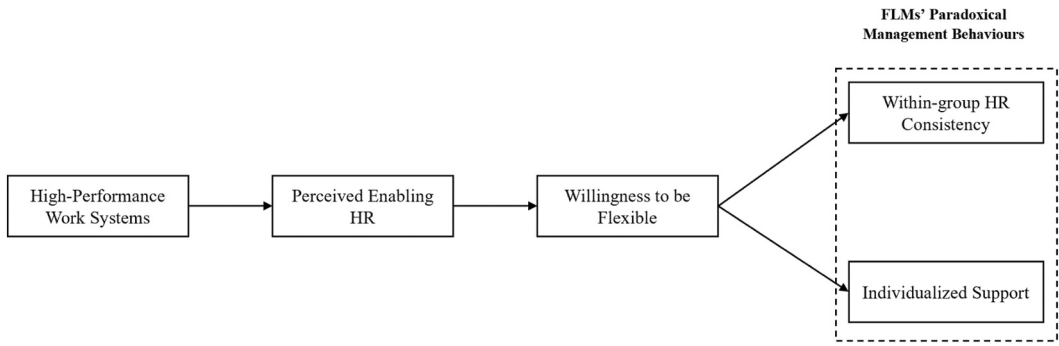 FLMs' Paradoxical
Management Behaviours
Within-group HR
Consistency
High-Performance
Work Systems
Perceived Enabling
HR
Willingness to be
Flexible
Individualized Support